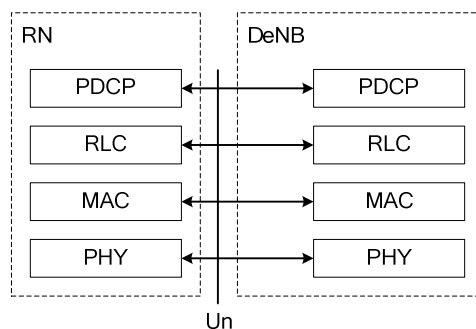 RN DeNB
PDCP PDCP
RLC RLC
MAC MAC
PHY PHY
Un